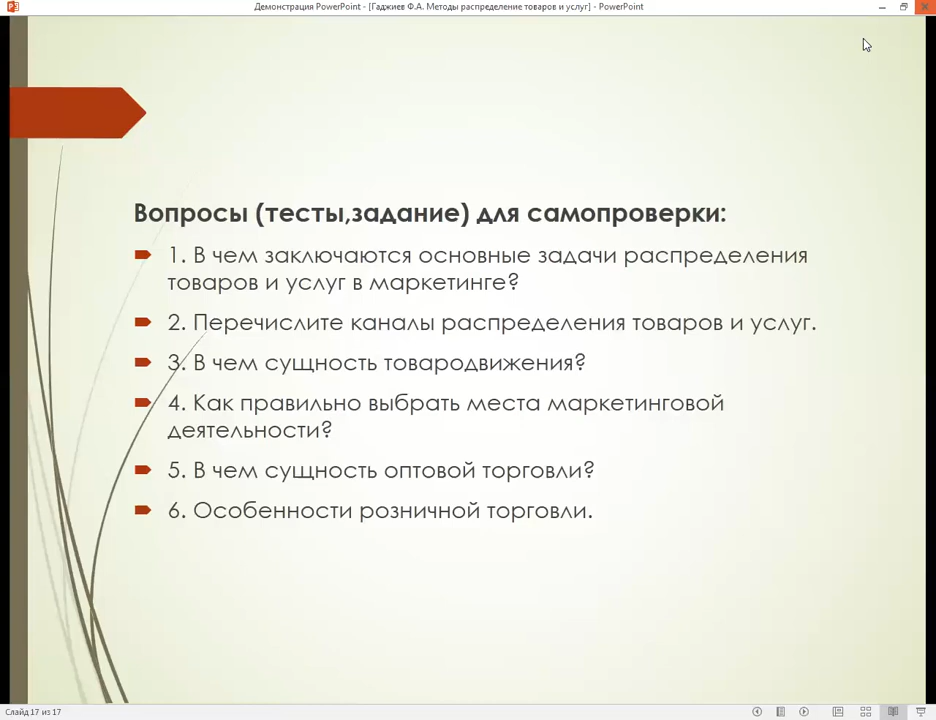 Демонстрация PowerPoint - [Гаджиев Ф.А. Методы распределение товаров и услуг] - PowerPoint
Вопросы (тесты,задание) для самопроверки:
1. В чем заключаются основные задачи распределения
товаров и услуг в маркетинге?
2. Перечислите каналы распределения товаров и услуг.
3. В чем сущность товародвижения?
4. Как правильно выбрать места маркетинговой
деятельности?
5. В чем сущность оптовой торговли?
6. Особенности розничной торговли.
Слайд 17 из 17